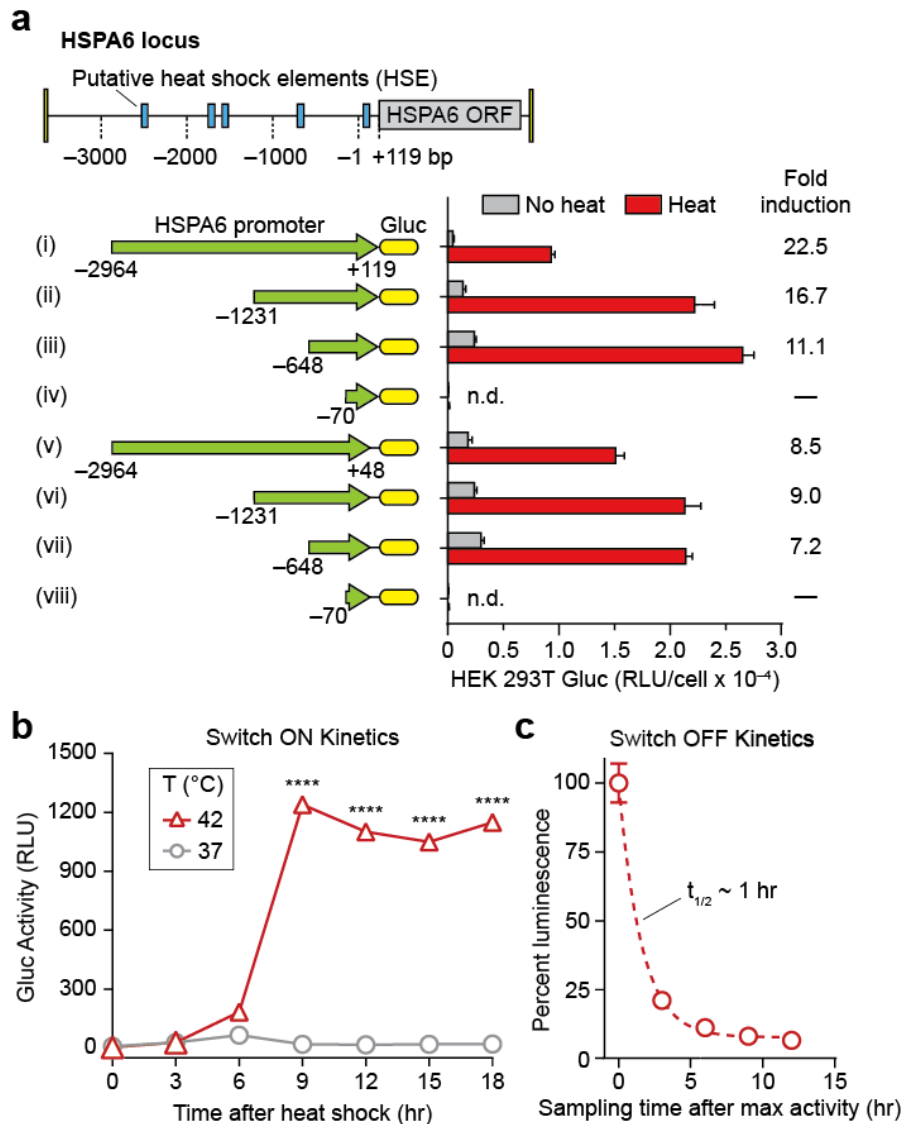 a
HSPA6 locus
Putative heat shock elements (HSE)
HSPA6 ORF
–3000 –2000 –1000 –1 +119 bp
No heat Heat
Fold induction
HSPA6 promoter Gluc
(i) –2964 +119 22.5
(ii) –1231 16.7
(iii) –648 11.1
(iv) –70 n.d. —
(v) –2964 +48 8.5
(vi) –1231 9.0
(vii) –648 7.2
(viii) –70 n.d. —
0 0.5 1.0 1.5 2.0 2.5 3.0
HEK 293T Gluc (RLU/cell x 10⁻⁴)
b
Switch ON Kinetics
1500
1200
900
600
300
0
Gluc Activity (RLU)
T (°C)
42
37
**** **** **** ****
0 3 6 9 12 15 18
Time after heat shock (hr)
c
Switch OFF Kinetics
100
75
50
25
0
Percent luminescence
t1/2 ~ 1 hr
0 5 10 15
Sampling time after max activity (hr)